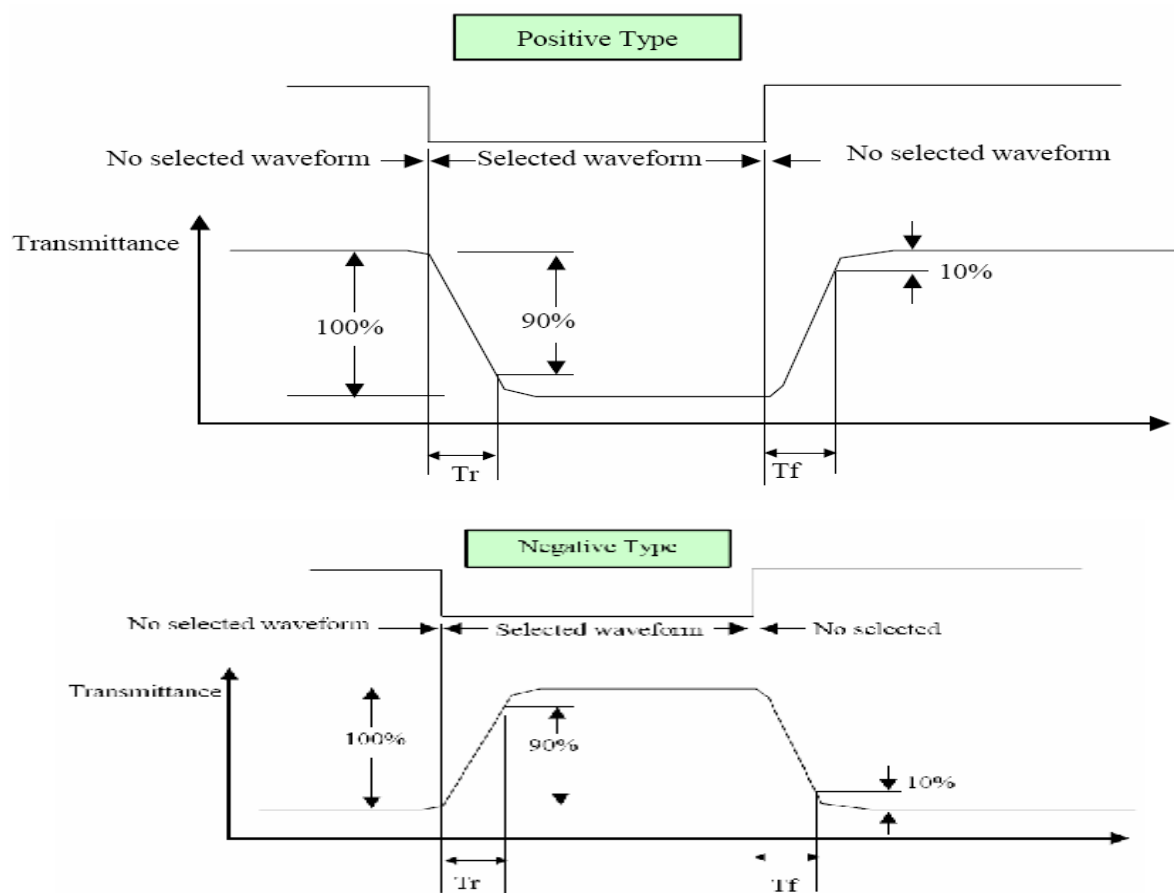 Positive Type
No selected waveform
Selected waveform
No selected waveform
Transmittance
100%
90%
10%
Tr
Tf
Negative Type
No selected waveform
Selected waveform
No selected
Transmittance
100%
90%
10%
Tr
Tf